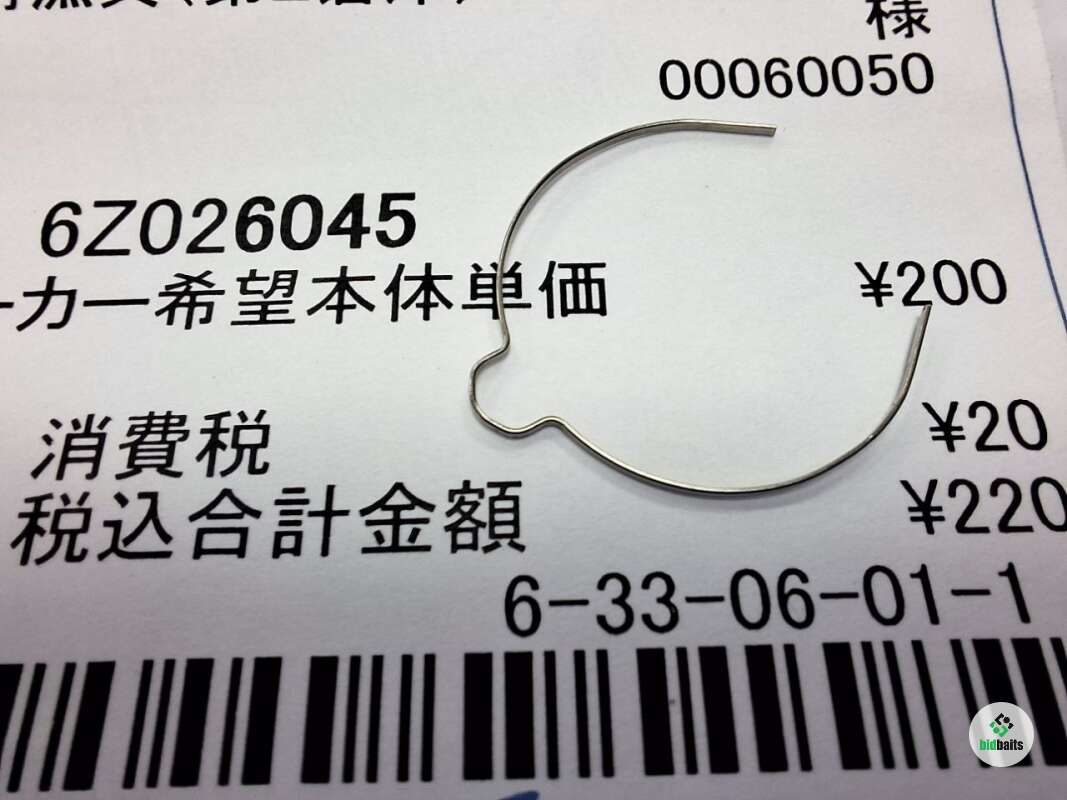 様
00060050
6Z026045
ーカー希望本体単価 ¥200
消費税 ¥20
税込合計金額 ¥220
6-33-06-01-1
bidbaits